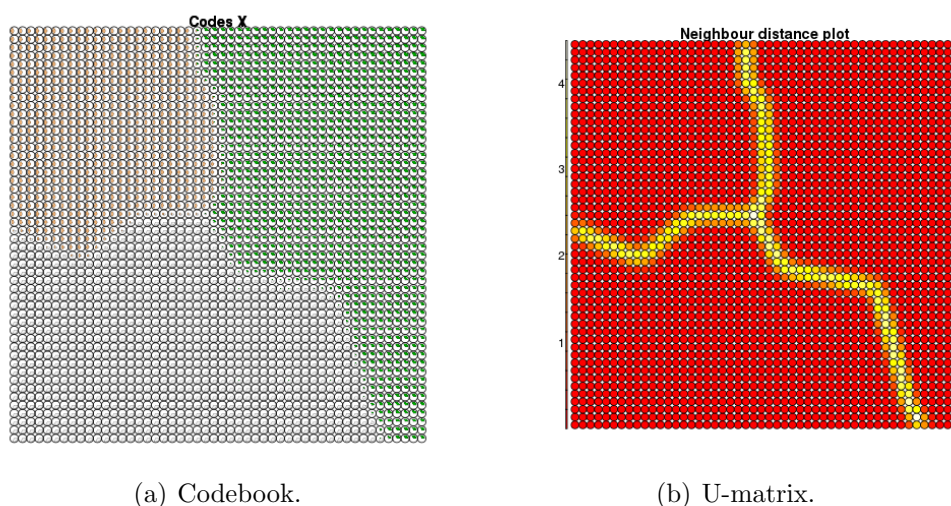 Codes X
Neighbour distance plot
4
3
2
1
(a) Codebook.
(b) U-matrix.